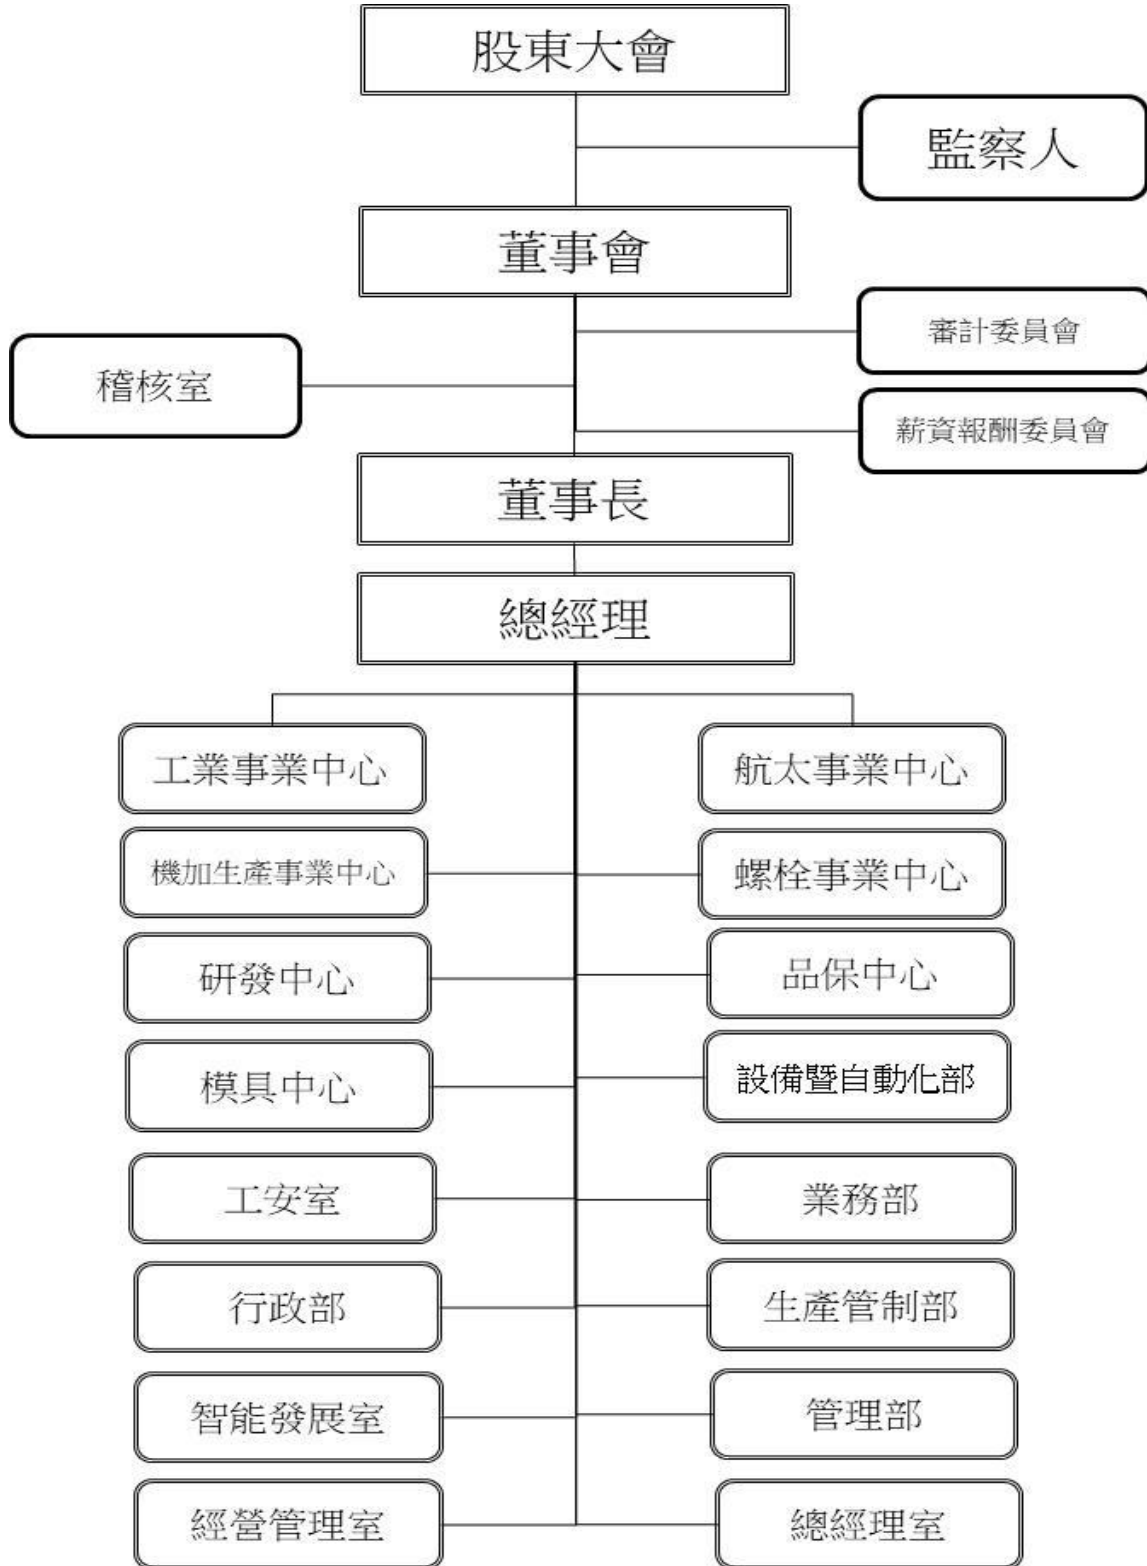 股東大會
監察人
董事會
審計委員會
稽核室
薪資報酬委員會
董事長
總經理
工業事業中心
航太事業中心
機加生產事業中心
螺栓事業中心
研發中心
品保中心
模具中心
設備暨自動化部
工安室
業務部
行政部
生產管制部
智能發展室
管理部
經營管理室
總經理室